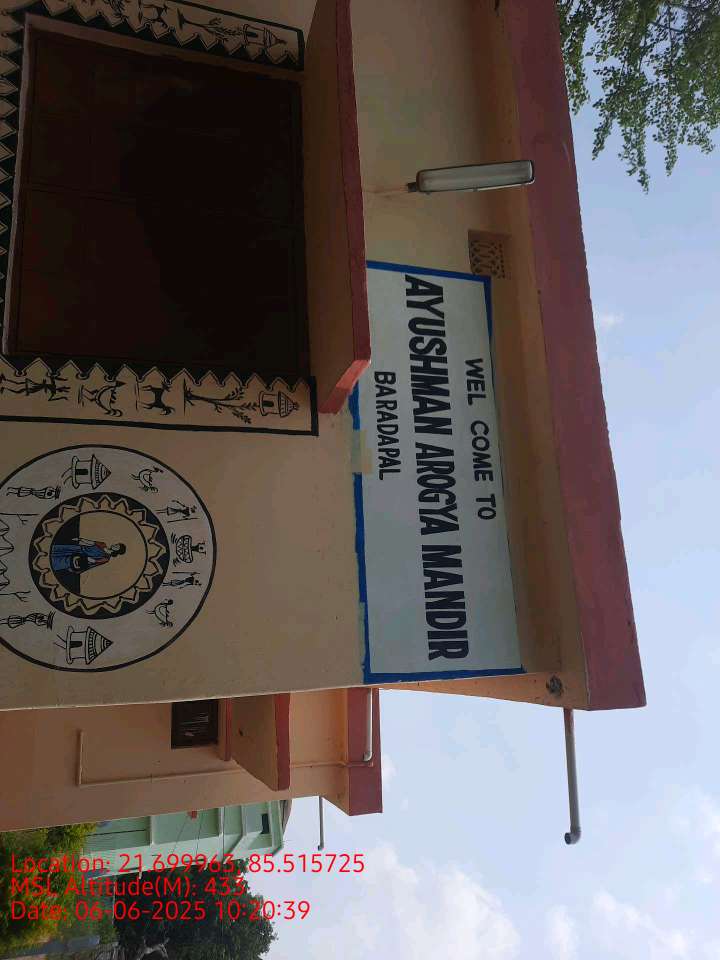 WEL COME TO
AYUSHMAN AROGYA MANDIR
BARADAPAL
Location: 21.699963, 85.515725
MSL Altitude(M): 433.
Date: 06-06-2025 10:20:39